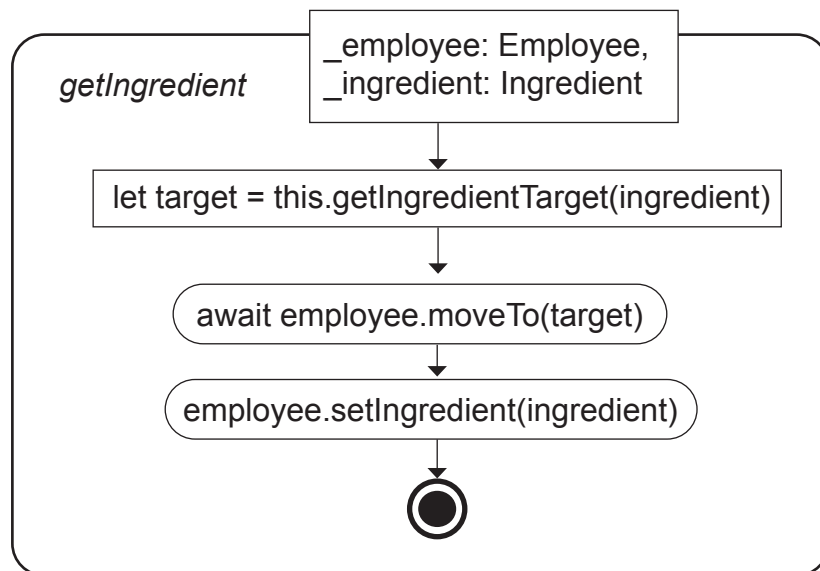 _employee: Employee,
_ingredient: Ingredient
getIngredient
let target = this.getIngredientTarget(ingredient)
await employee.moveTo(target)
employee.setIngredient(ingredient)